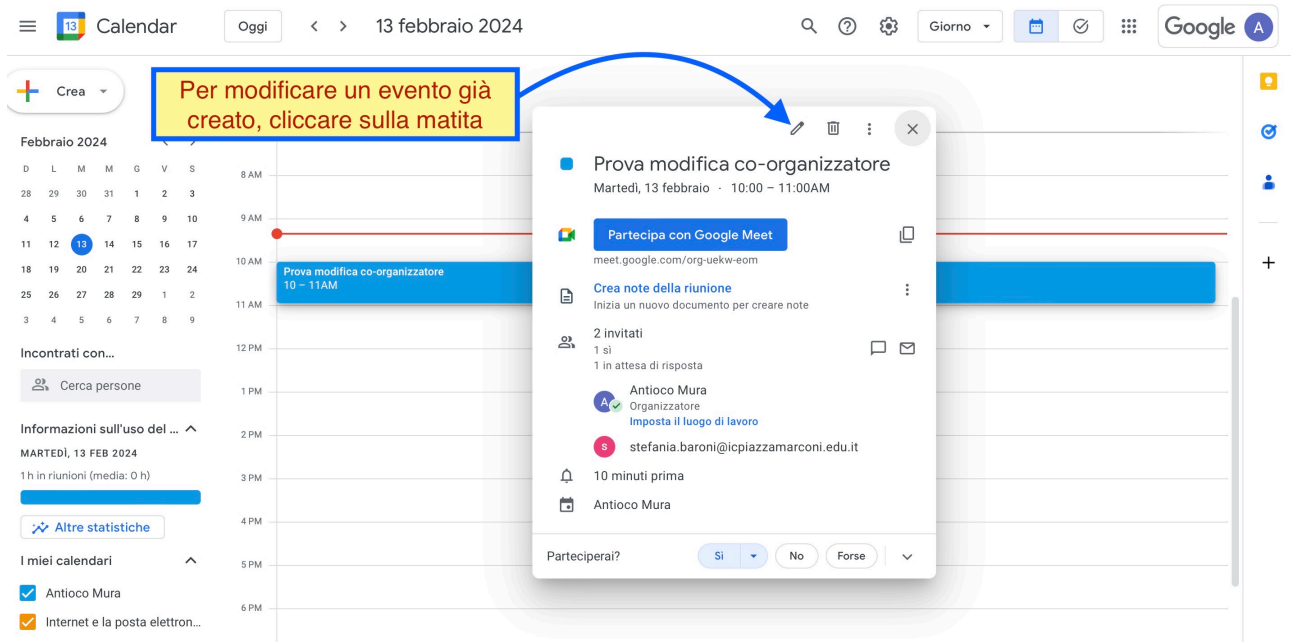 13
Calendar
Oggi
13 febbraio 2024
Giorno
Google
A
Crea
Per modificare un evento già
creato, cliccare sulla matita
Febbraio 2024
D L M M G V S
28 29 30 31 1 2 3
4 5 6 7 8 9 10
11 12 13 14 15 16 17
18 19 20 21 22 23 24
25 26 27 28 29 1 2
3 4 5 6 7 8 9
Incontrati con...
Cerca persone
Informazioni sull'uso del ...
MARTEDÌ, 13 FEB 2024
1 h in riunioni (media: 0 h)
Altre statistiche
I miei calendari
Antioco Mura
Internet e la posta elettron...
8 AM
9 AM
10 AM
11 AM
12 PM
1 PM
2 PM
3 PM
4 PM
5 PM
6 PM
Prova modifica co-organizzatore
10 – 11AM
Prova modifica co-organizzatore
Martedì, 13 febbraio · 10:00 – 11:00AM
Partecipa con Google Meet
meet.google.com/org-uekw-eom
Crea note della riunione
Inizia un nuovo documento per creare note
2 invitati
1 sì
1 in attesa di risposta
A
Antioco Mura
Organizzatore
Imposta il luogo di lavoro
s
stefania.baroni@icpiazzamarconi.edu.it
10 minuti prima
Antioco Mura
Parteciperai?
Sì
No
Forse